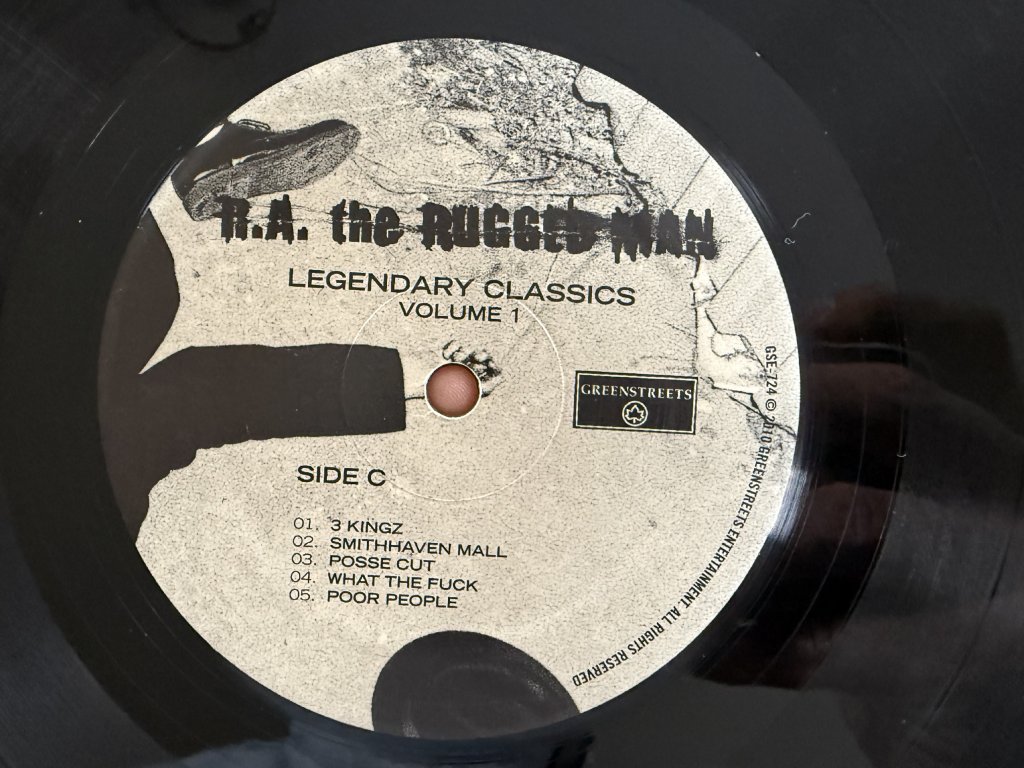 R.A. the RUGGED MAN
LEGENDARY CLASSICS
VOLUME 1
GREENSTREETS
SIDE C
01. 3 KINGZ
02. SMITHHAVEN MALL
03. POSSE CUT
04. WHAT THE FUCK
05. POOR PEOPLE
GSE-724 © 2010 GREENSTREETS ENTERTAINMENT. ALL RIGHTS RESERVED